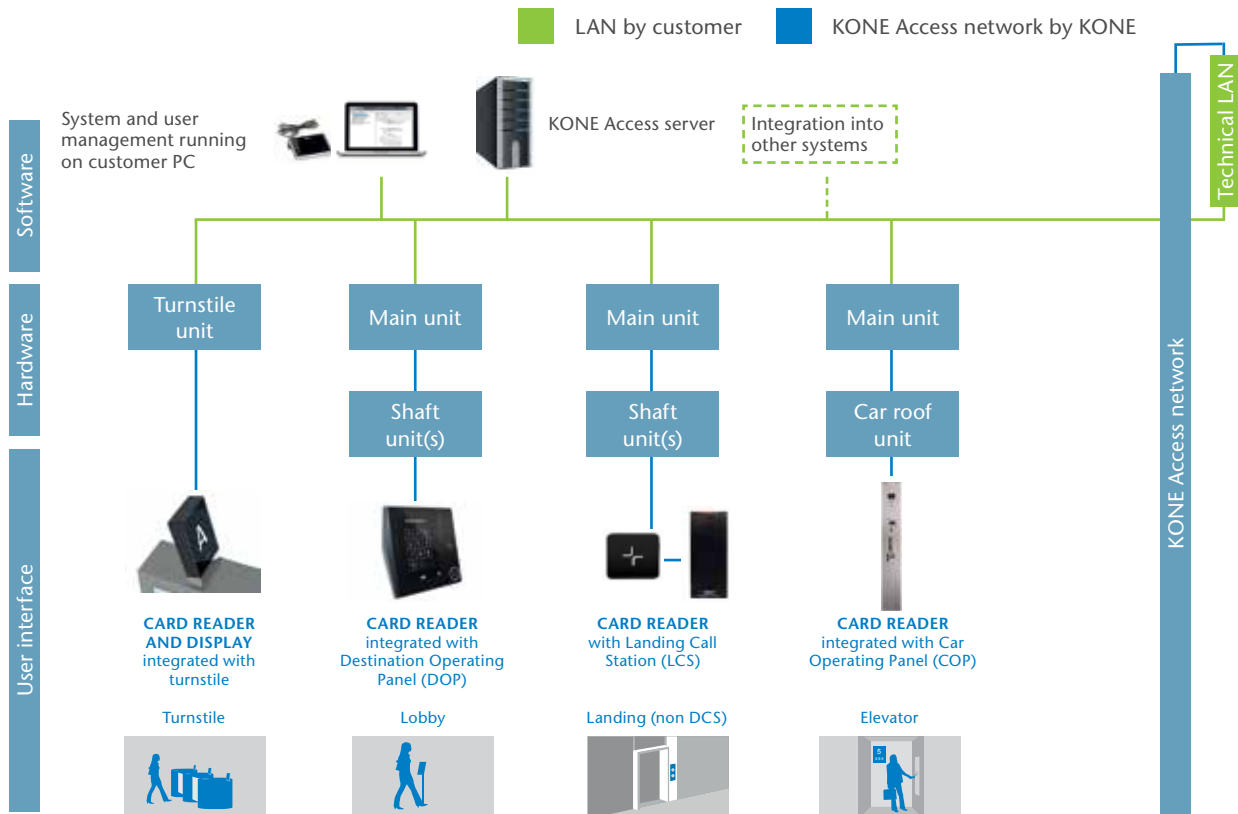 LAN by customer
KONE Access network by KONE
Technical LAN
System and user
management running
on customer PC
KONE Access server
Integration into
other systems
Software
Turnstile
unit
Main unit
Main unit
Main unit
Hardware
Shaft
unit(s)
Shaft
unit(s)
Car roof
unit
KONE Access network
A
User interface
CARD READER
AND DISPLAY
integrated with
turnstile
CARD READER
integrated with
Destination Operating
Panel (DOP)
CARD READER
with Landing Call
Station (LCS)
CARD READER
integrated with Car
Operating Panel (COP)
Turnstile
Lobby
Landing (non DCS)
Elevator
5